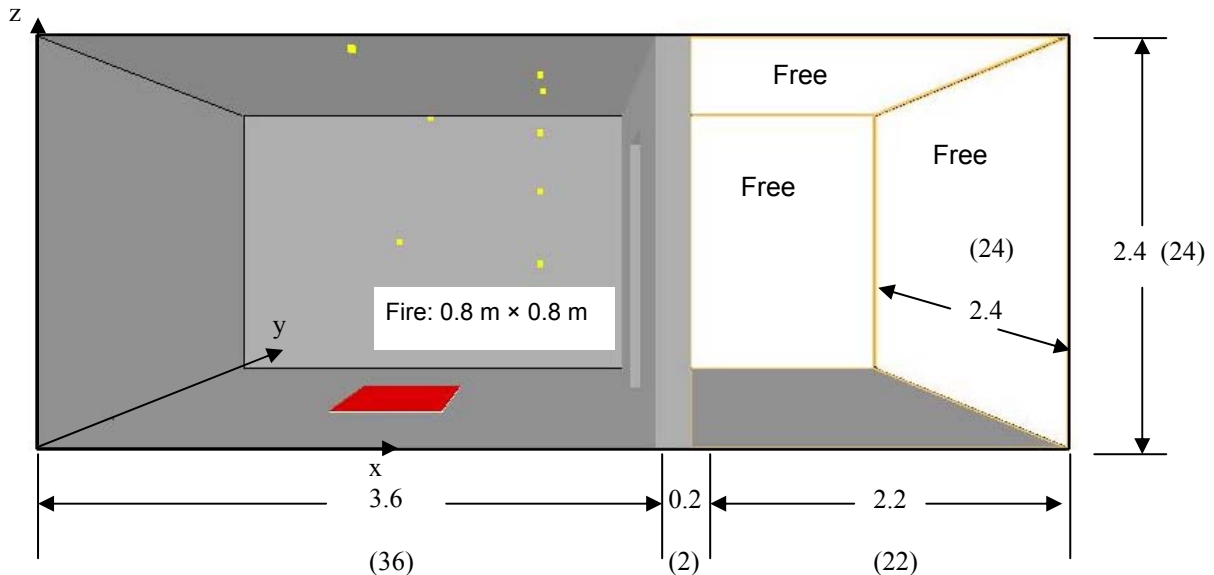 z
Free
Free
Free
(24)
2.4 (24)
Fire: 0.8 m × 0.8 m
2.4
y
x
3.6 0.2 2.2
(36) (2) (22)